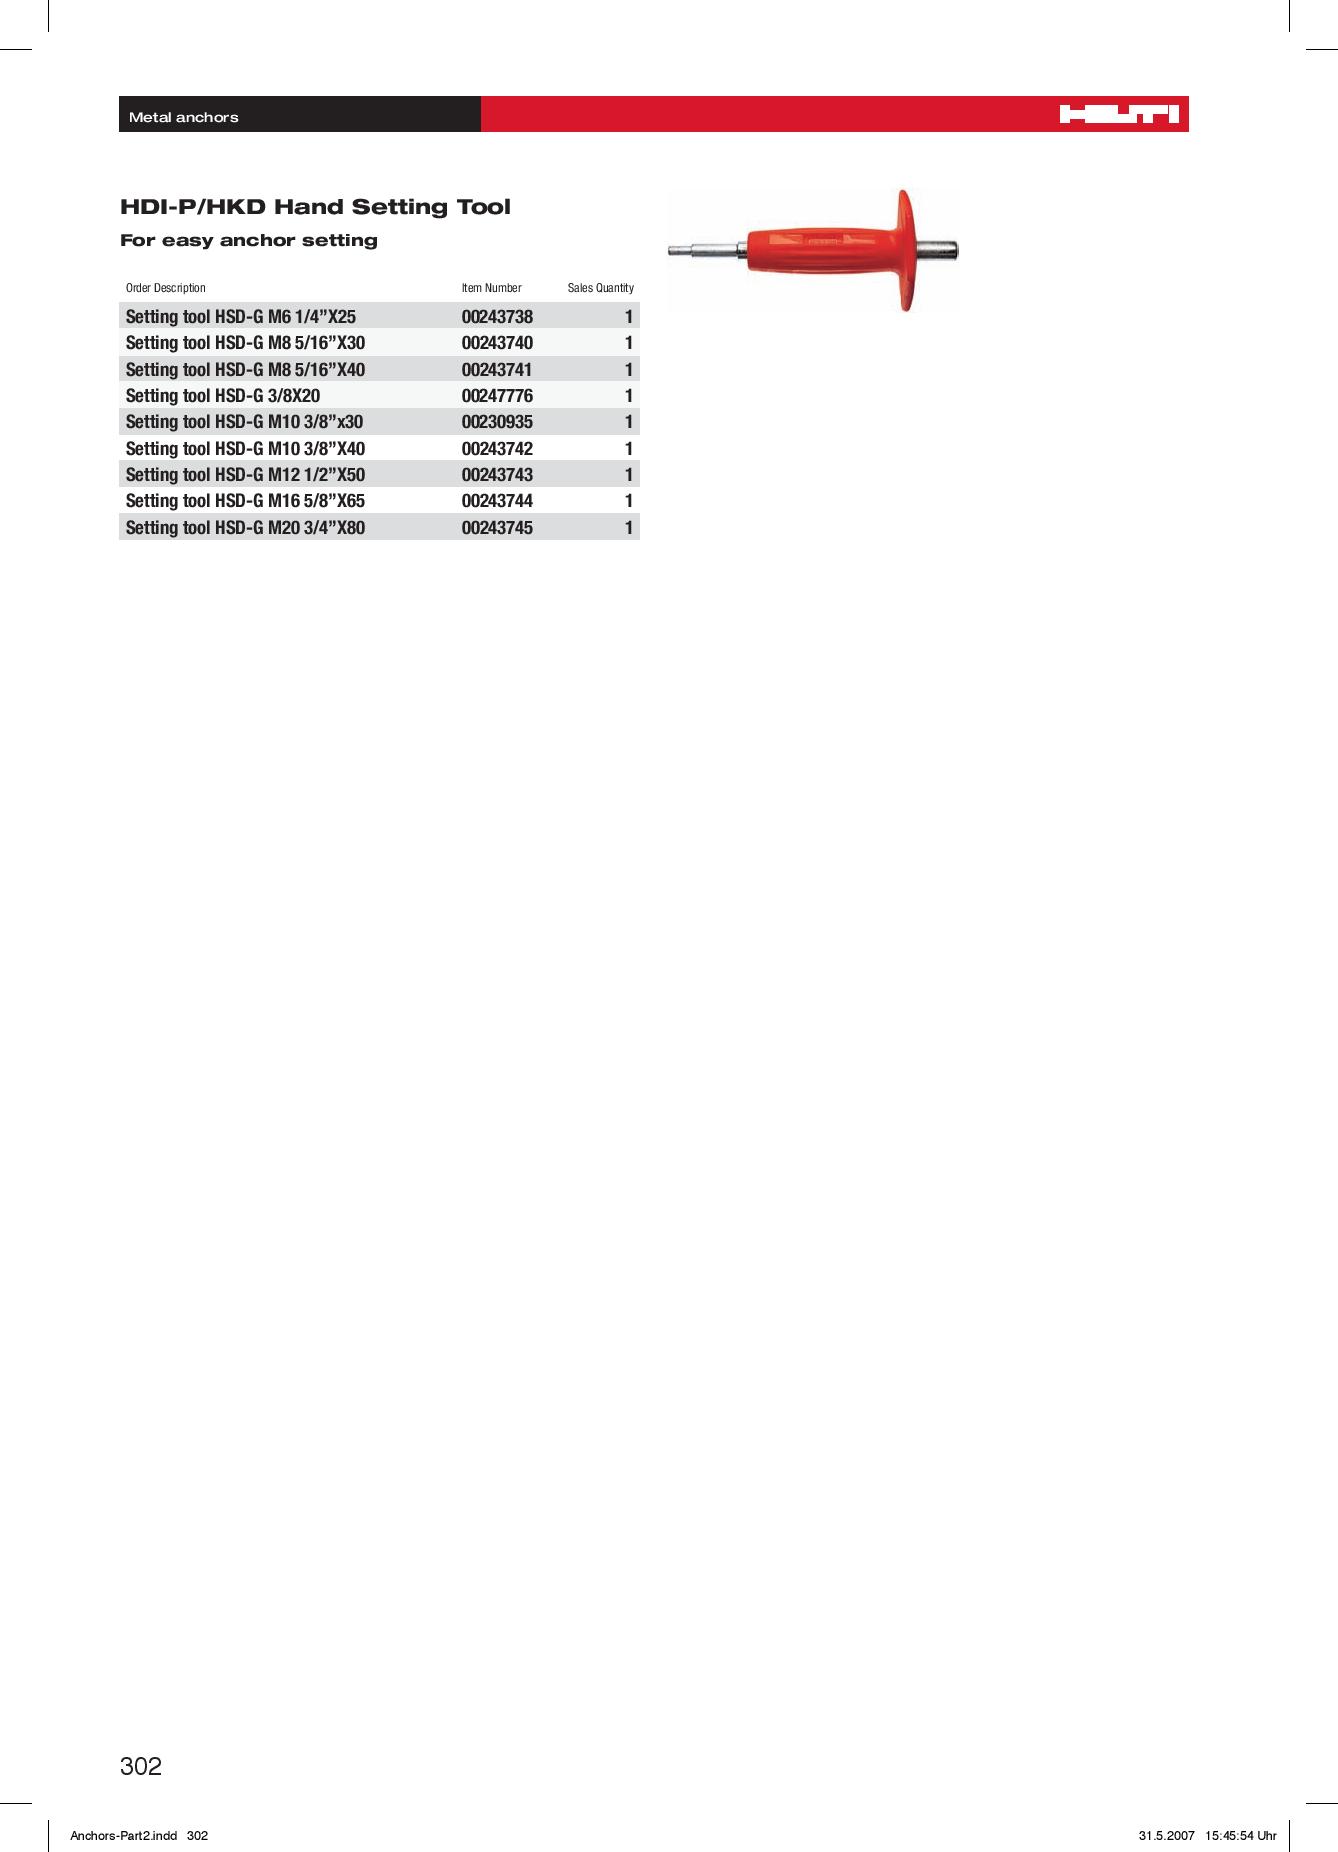 Metal anchors
HILTI
HDI-P/HKD Hand Setting Tool
For easy anchor setting
Order Description Item Number Sales Quantity
Setting tool HSD-G M6 1/4”X25 00243738 1
Setting tool HSD-G M8 5/16”X30 00243740 1
Setting tool HSD-G M8 5/16”X40 00243741 1
Setting tool HSD-G 3/8X20 00247776 1
Setting tool HSD-G M10 3/8”x30 00230935 1
Setting tool HSD-G M10 3/8”X40 00243742 1
Setting tool HSD-G M12 1/2”X50 00243743 1
Setting tool HSD-G M16 5/8”X65 00243744 1
Setting tool HSD-G M20 3/4”X80 00243745 1
302
Anchors-Part2.indd 302 31.5.2007 15:45:54 Uhr